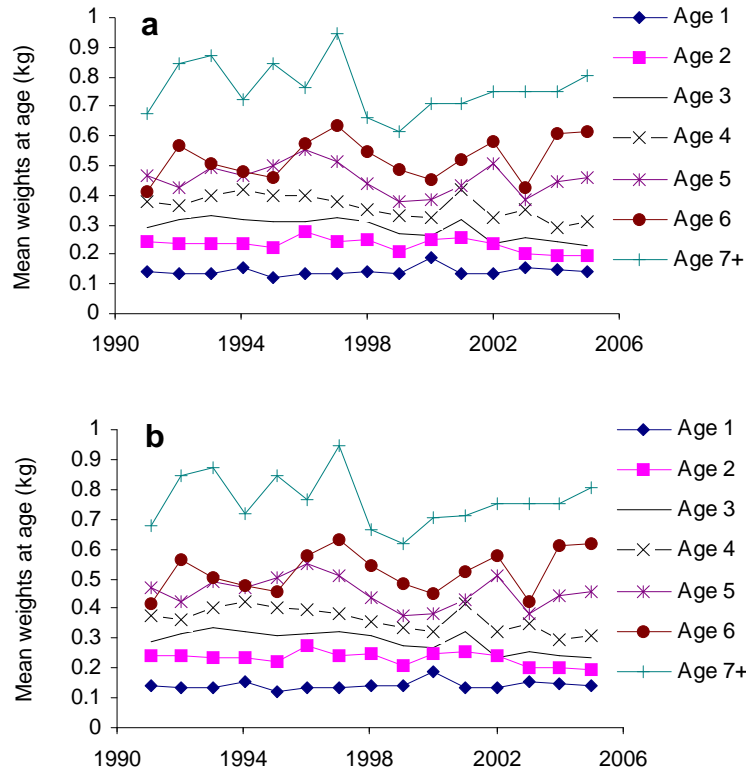 a
Mean weights at age (kg)
1
0.9
0.8
0.7
0.6
0.5
0.4
0.3
0.2
0.1
0
1990 1994 1998 2002 2006
Age 1
Age 2
Age 3
Age 4
Age 5
Age 6
Age 7+
b
Mean weights at age (kg)
1
0.9
0.8
0.7
0.6
0.5
0.4
0.3
0.2
0.1
0
1990 1994 1998 2002 2006
Age 1
Age 2
Age 3
Age 4
Age 5
Age 6
Age 7+